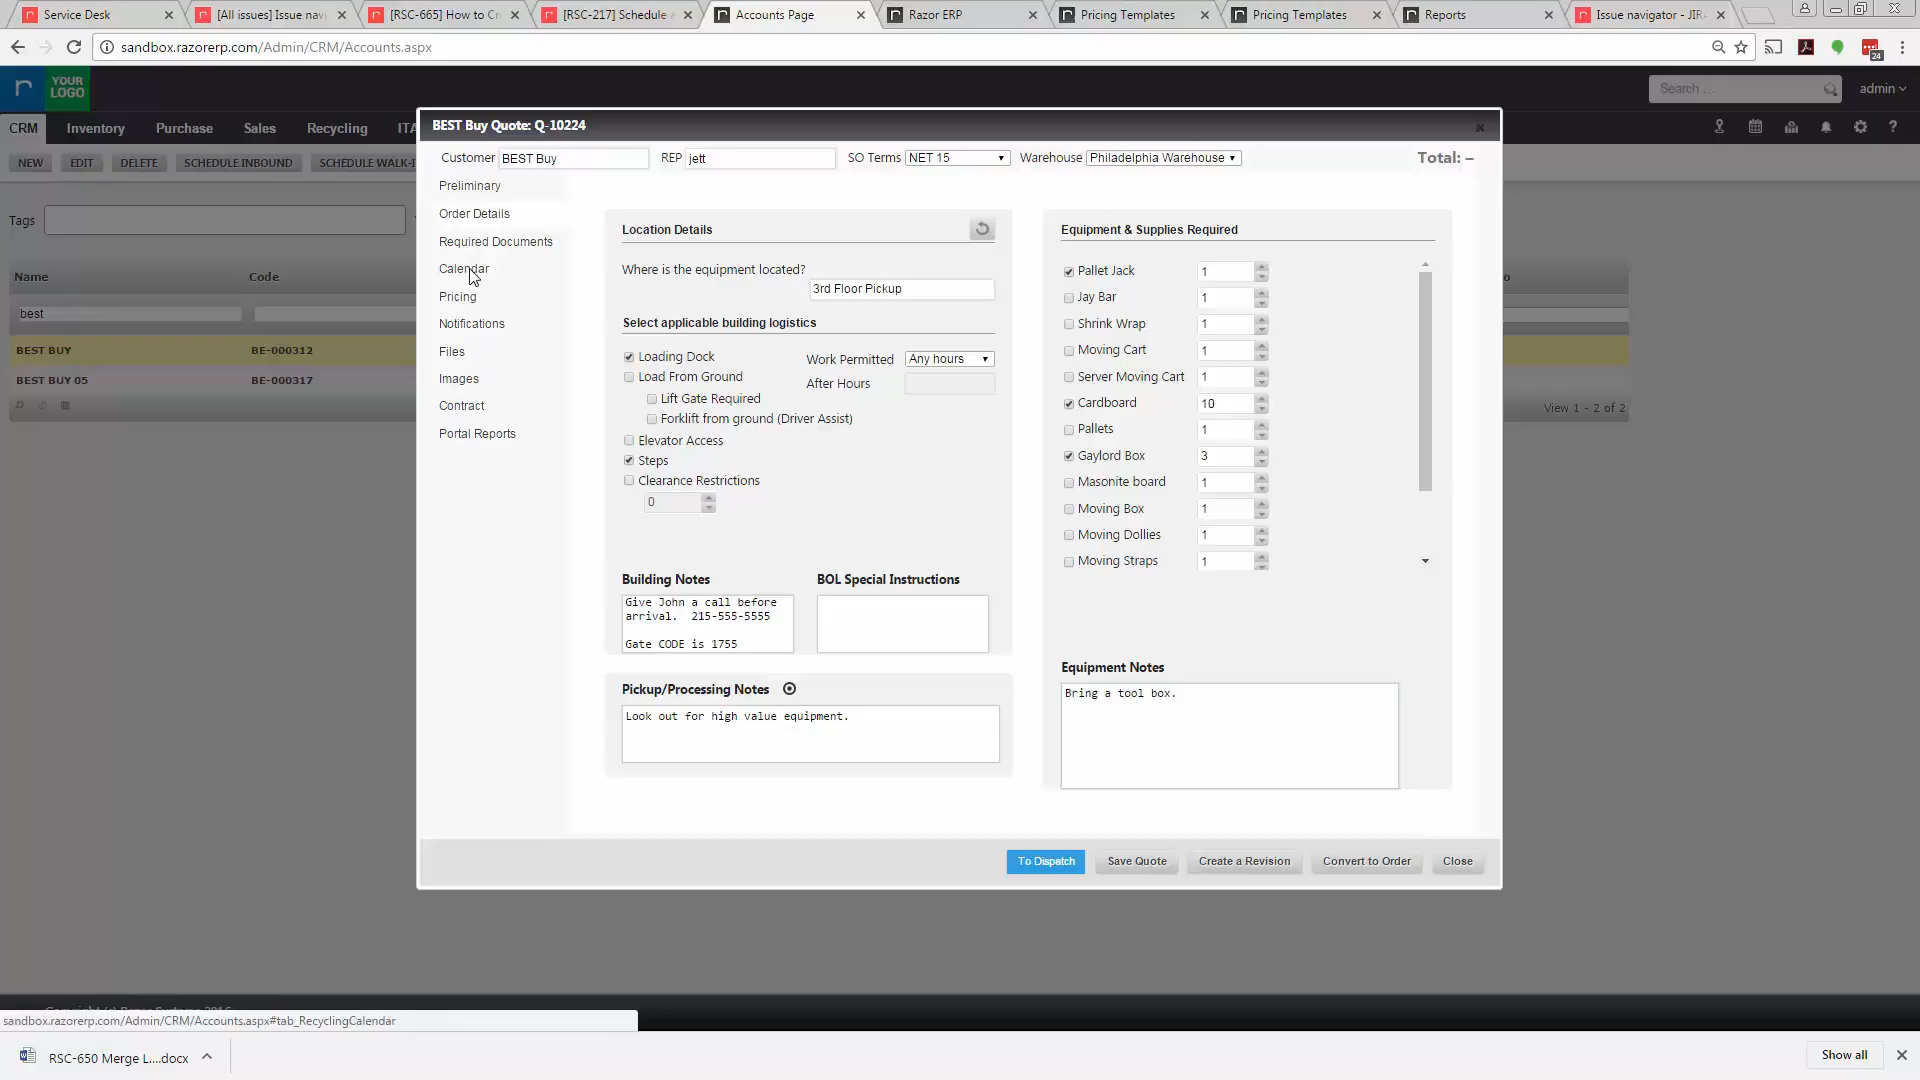 Service Desk
[All issues] Issue nav
[RSC-665] How to Cr
[RSC-217] Schedule a
Accounts Page
Razor ERP
Pricing Templates
Pricing Templates
Reports
Issue navigator - JIR
sandbox.razorerp.com/Admin/CRM/Accounts.aspx
24
r
YOUR LOGO
Search ...
admin
CRM
Inventory
Purchase
Sales
Recycling
ITA
NEW
EDIT
DELETE
SCHEDULE INBOUND
SCHEDULE WALK-I
Tags
Name
Code
best
BEST BUY
BE-000312
BEST BUY 05
BE-000317
View 1 - 2 of 2
BEST Buy Quote: Q-10224
Customer
BEST Buy
REP
jett
SO Terms
NET 15
Warehouse
Philadelphia Warehouse
Total: –
Preliminary
Order Details
Required Documents
Calendar
Pricing
Notifications
Files
Images
Contract
Portal Reports
Location Details
Where is the equipment located?
3rd Floor Pickup
Select applicable building logistics
Loading Dock
Work Permitted
Any hours
Load From Ground
After Hours
Lift Gate Required
Forklift from ground (Driver Assist)
Elevator Access
Steps
Clearance Restrictions
0
Building Notes
BOL Special Instructions
Give John a call before
arrival. 215-555-5555
Gate CODE is 1755
Pickup/Processing Notes
Look out for high value equipment.
Equipment & Supplies Required
Pallet Jack 1
Jay Bar 1
Shrink Wrap 1
Moving Cart 1
Server Moving Cart 1
Cardboard 10
Pallets 1
Gaylord Box 3
Masonite board 1
Moving Box 1
Moving Dollies 1
Moving Straps 1
Equipment Notes
Bring a tool box.
To Dispatch
Save Quote
Create a Revision
Convert to Order
Close
sandbox.razorerp.com/Admin/CRM/Accounts.aspx#tab_RecyclingCalendar
RSC-650 Merge L....docx
Show all